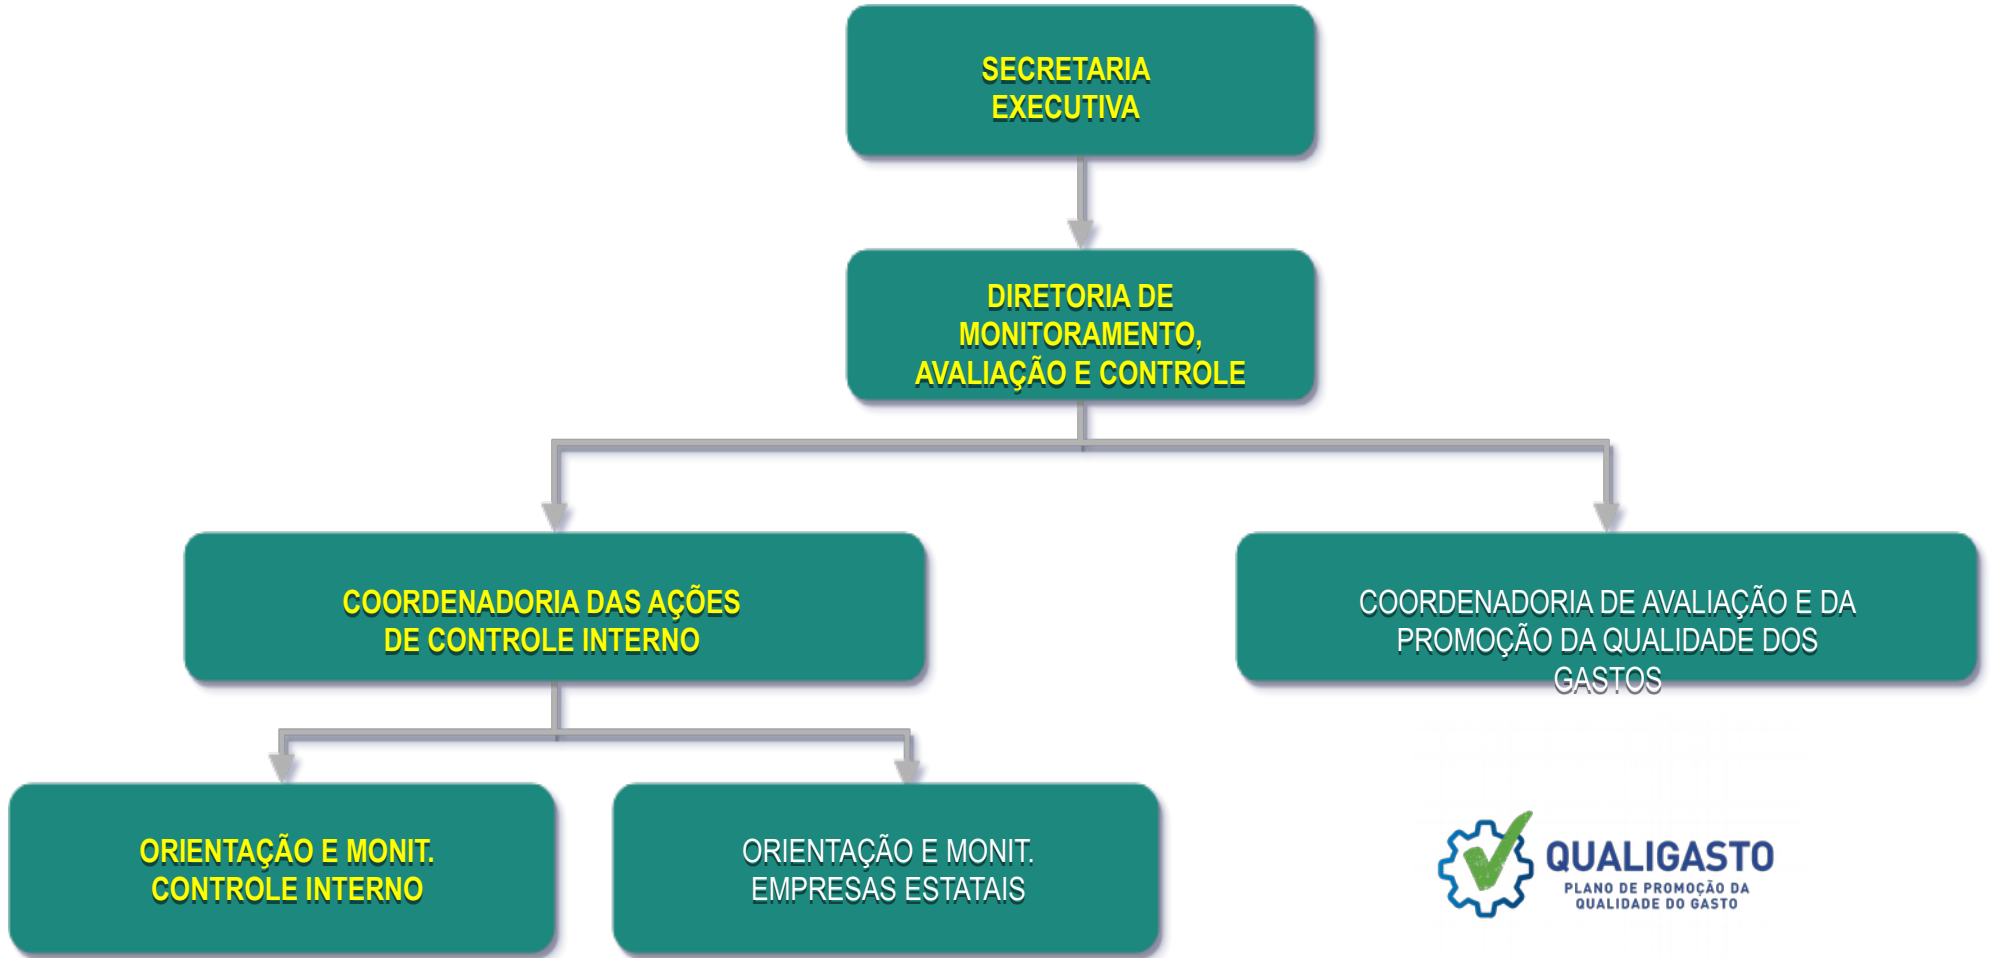 SECRETARIA
EXECUTIVA
DIRETORIA DE
MONITORAMENTO,
AVALIAÇÃO E CONTROLE
COORDENADORIA DAS AÇÕES
DE CONTROLE INTERNO
COORDENADORIA DE AVALIAÇÃO E DA
PROMOÇÃO DA QUALIDADE DOS
GASTOS
ORIENTAÇÃO E MONIT.
CONTROLE INTERNO
ORIENTAÇÃO E MONIT.
EMPRESAS ESTATAIS
QUALIGASTO
PLANO DE PROMOÇÃO DA
QUALIDADE DO GASTO